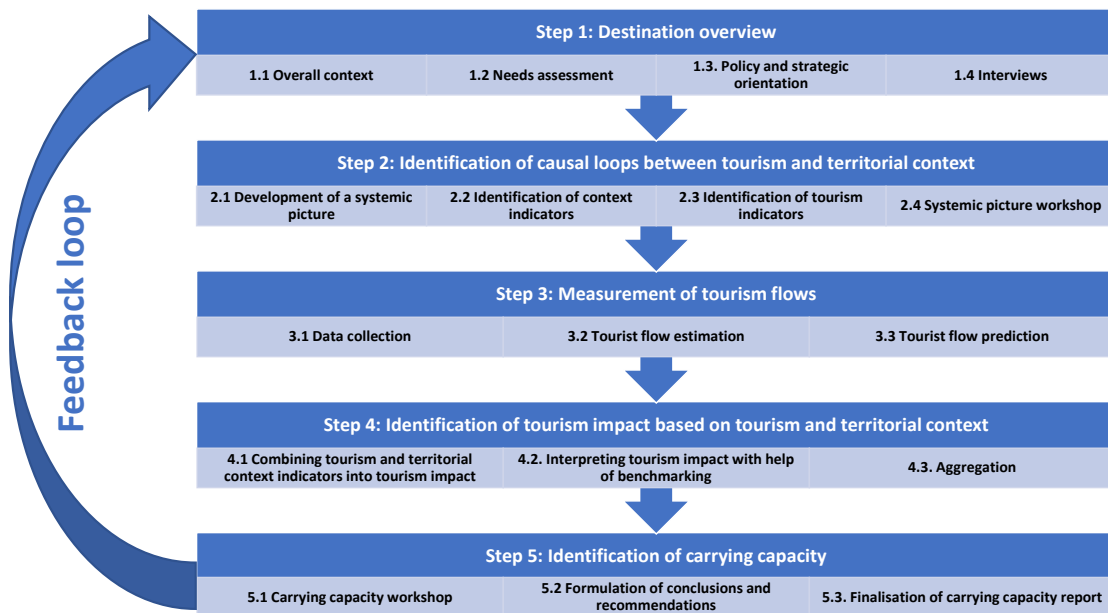 Step 1: Destination overview
1.1 Overall context
1.2 Needs assessment
1.3. Policy and strategic
orientation
1.4 Interviews
Step 2: Identification of causal loops between tourism and territorial context
2.1 Development of a systemic
picture
2.2 Identification of context
indicators
2.3 Identification of tourism
indicators
2.4 Systemic picture workshop
Feedback loop
Step 3: Measurement of tourism flows
3.1 Data collection
3.2 Tourist flow estimation
3.3 Tourist flow prediction
Step 4: Identification of tourism impact based on tourism and territorial context
4.1 Combining tourism and territorial
context indicators into tourism impact
4.2. Interpreting tourism impact with help
of benchmarking
4.3. Aggregation
Step 5: Identification of carrying capacity
5.1 Carrying capacity workshop
5.2 Formulation of conclusions and
recommendations
5.3. Finalisation of carrying capacity report